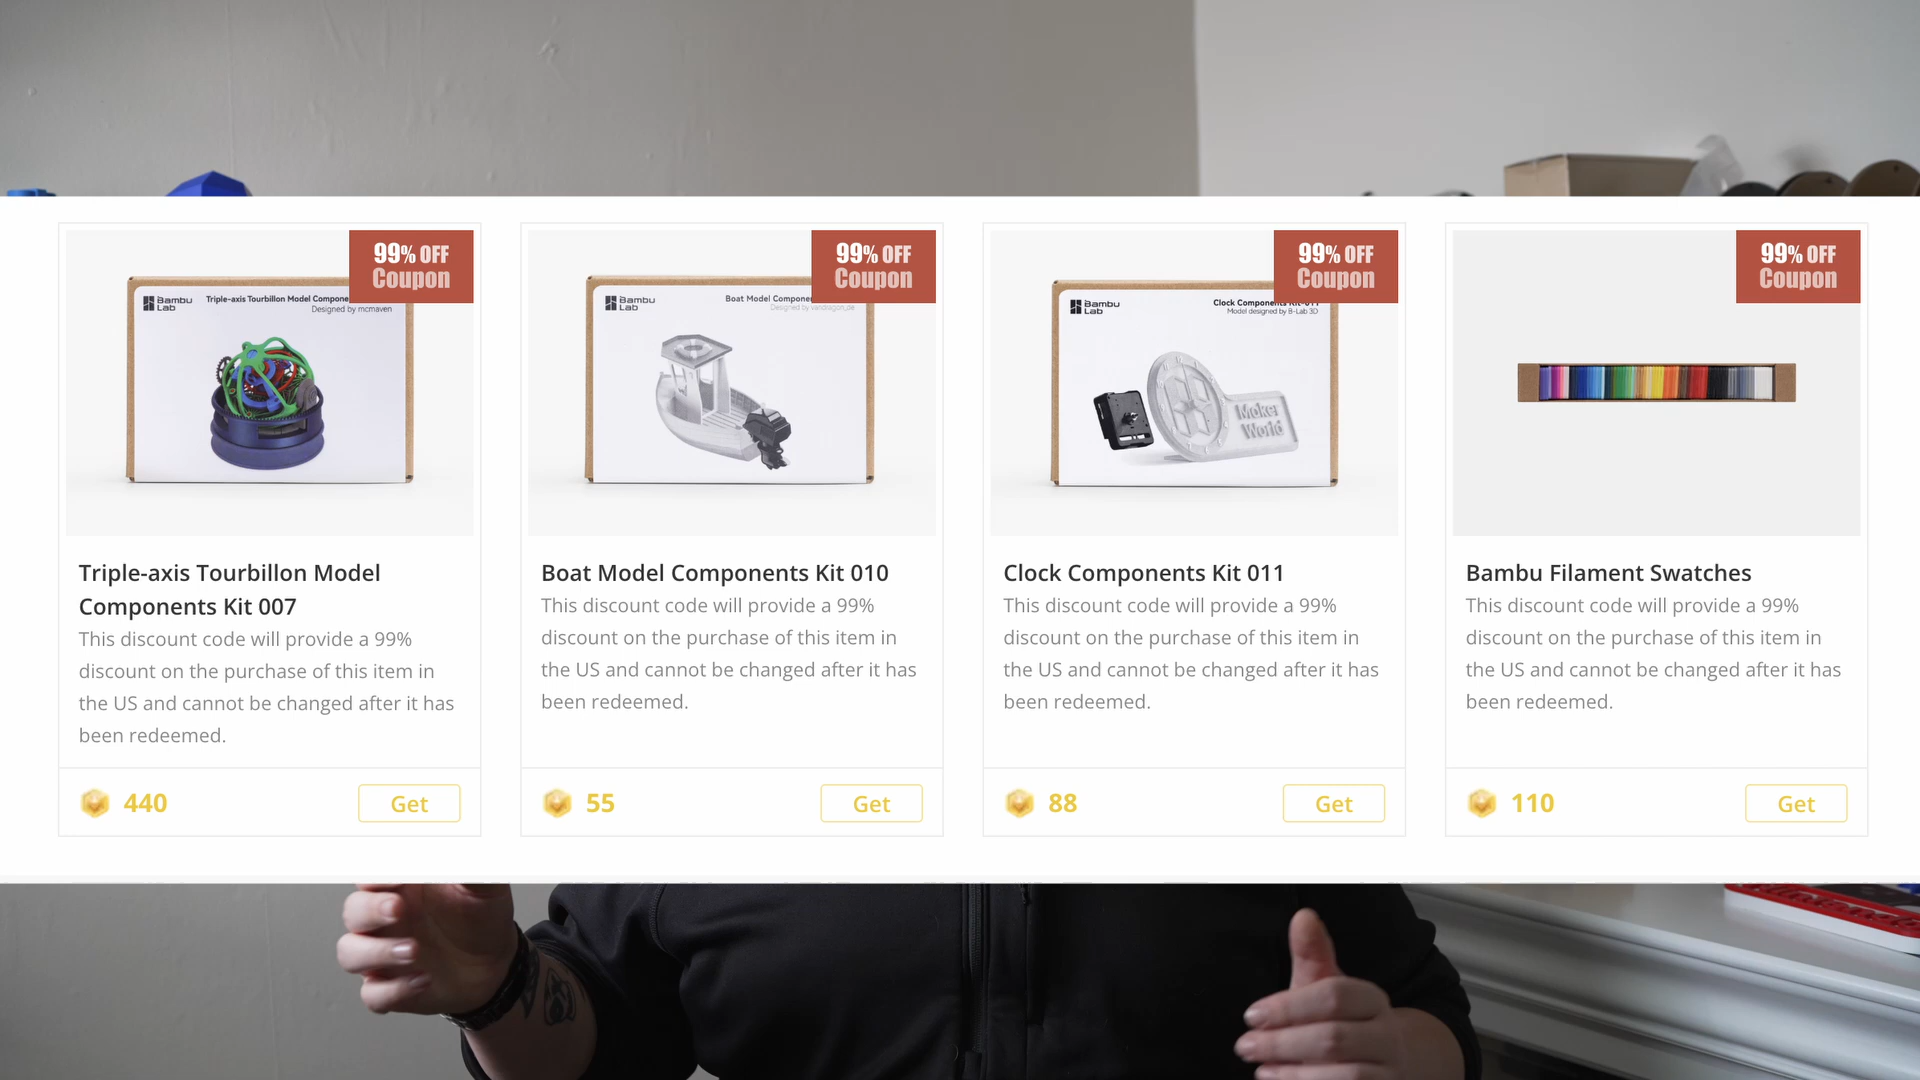 99% OFF
Coupon
Bambu
Lab
Triple-axis Tourbillon Model
Designed by mcmaven
Triple-axis Tourbillon Model
Components Kit 007
This discount code will provide a 99%
discount on the purchase of this item in
the US and cannot be changed after it has
been redeemed.
440
Get
99% OFF
Coupon
Bambu
Lab
Boat Model
Designed by vandragon_de
Boat Model Components Kit 010
This discount code will provide a 99%
discount on the purchase of this item in
the US and cannot be changed after it has
been redeemed.
55
Get
99% OFF
Coupon
Bambu
Lab
Clock Components Kit-011
Model designed by B-Lab 3D
Make
World
Clock Components Kit 011
This discount code will provide a 99%
discount on the purchase of this item in
the US and cannot be changed after it has
been redeemed.
88
Get
99% OFF
Coupon
Bambu Filament Swatches
This discount code will provide a 99%
discount on the purchase of this item in
the US and cannot be changed after it has
been redeemed.
110
Get